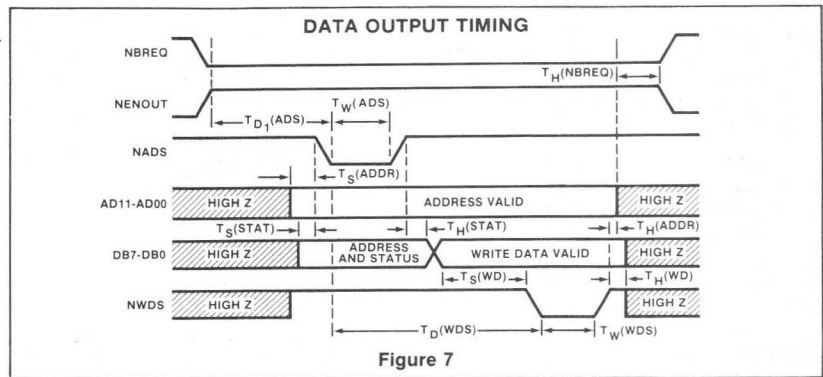 DATA OUTPUT TIMING
NBREQ
TH(NBREQ)
NENOUT
TW(ADS)
TD1(ADS)
NADS
TS(ADDR)
AD11-AD00 HIGH Z ADDRESS VALID HIGH Z
TS(STAT) TH(STAT) TH(ADDR)
DB7-DB0 HIGH Z ADDRESS AND STATUS WRITE DATA VALID HIGH Z
TS(WD) TH(WD)
NWDS HIGH Z HIGH Z
TD(WDS) TW(WDS)
Figure 7